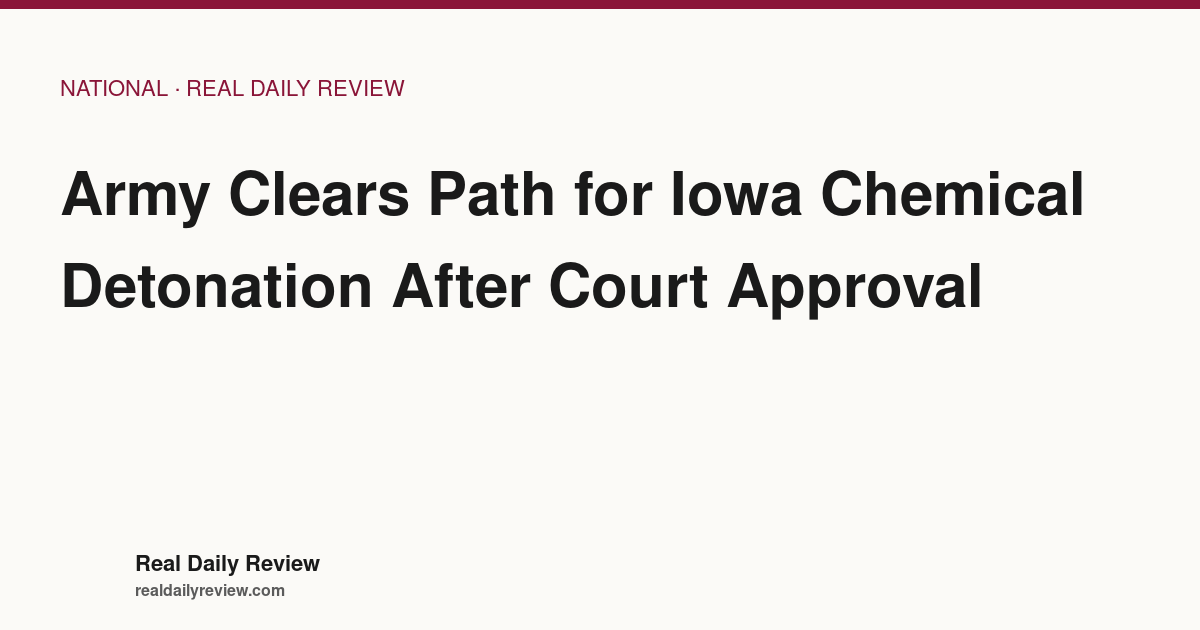 NATIONAL · REAL DAILY REVIEW
Army Clears Path for Iowa Chemical
Detonation After Court Approval
Real Daily Review
realdailyreview.com